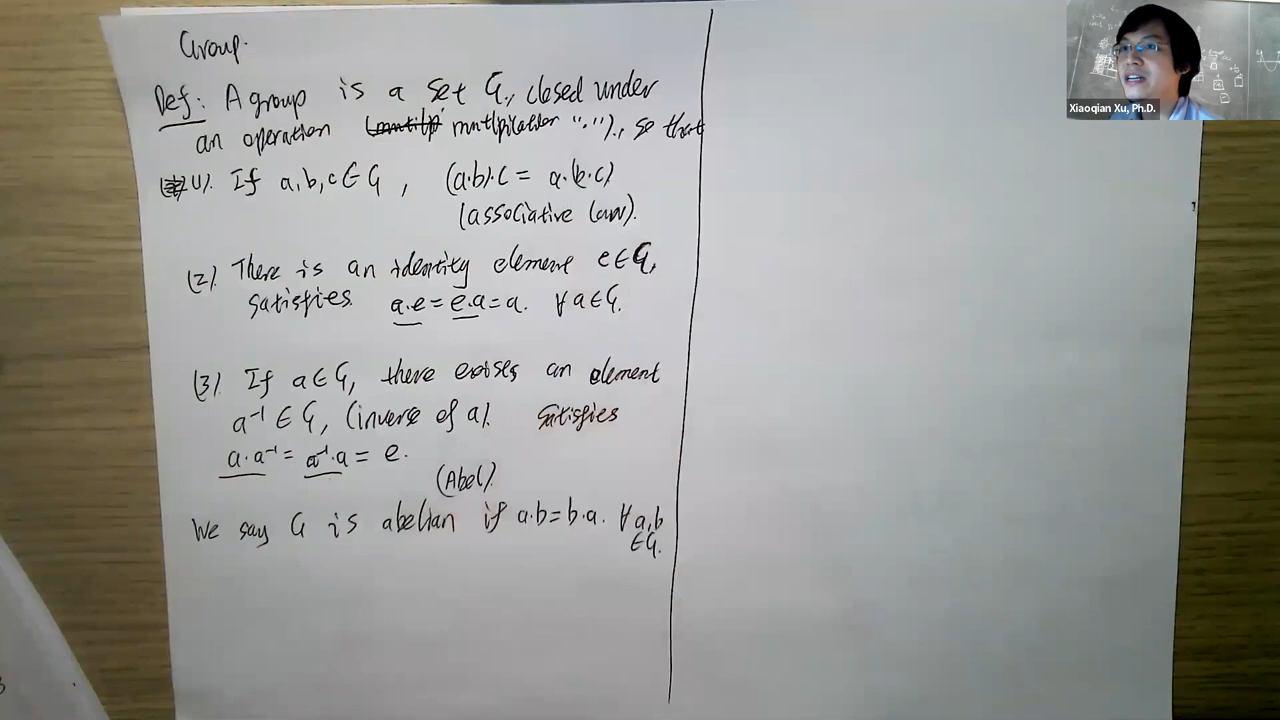 Group.
Def: A group is a set G, closed under
an operation multiplication "·"), so that
(1). If a,b,c∈G, (a·b)·c = a·(b·c)
(associative law).
(2). There is an identity element e∈G,
satisfies a·e = e·a = a. ∀a∈G.
(3). If a∈G, there exises an element
a⁻¹∈G, (inverse of a). Satisfies
a·a⁻¹ = a⁻¹·a = e.
(Abel).
We say G is abelian if a·b=b·a. ∀a,b
∈G.
Xiaoqian Xu, Ph.D.